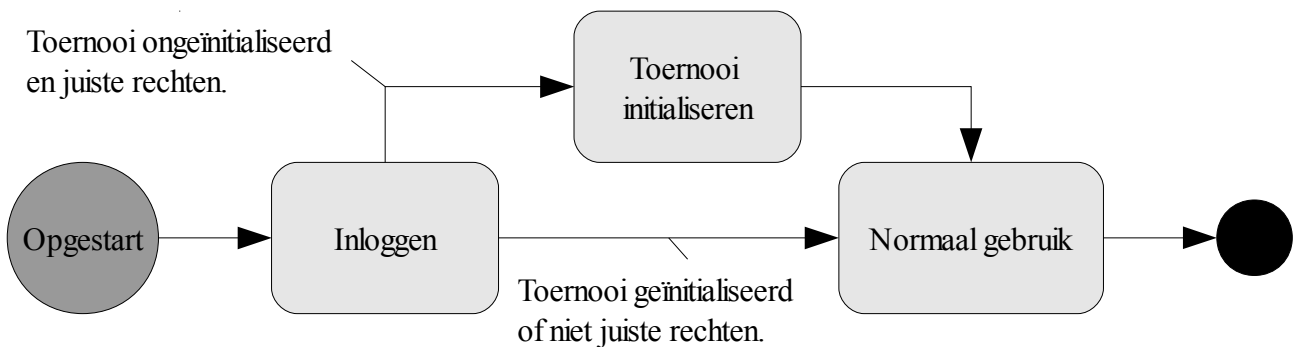 Toernooi ongeïnitialiseerd
en juiste rechten.
Toernooi
initialiseren
Opgestart
Inloggen
Normaal gebruik
Toernooi geïnitialiseerd
of niet juiste rechten.